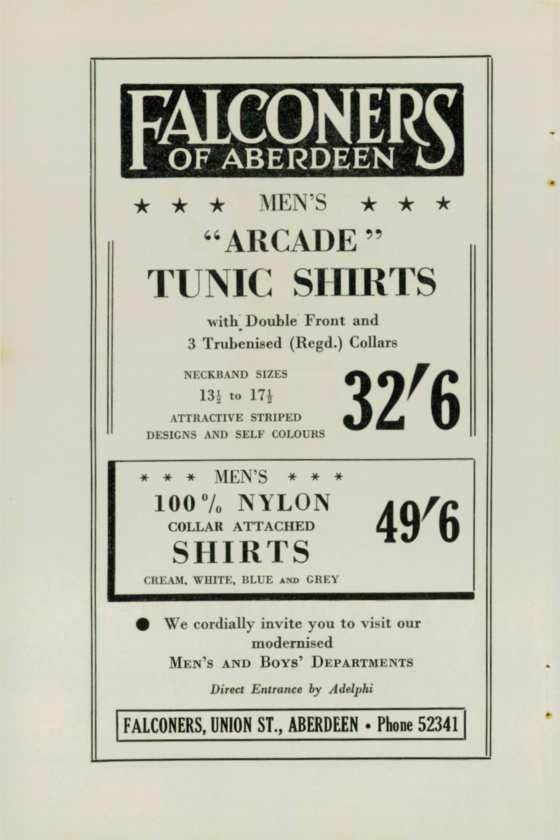 FALCONERS
OF ABERDEEN
★ ★ ★ MEN'S ★ ★ ★
“ARCADE”
TUNIC SHIRTS
with Double Front and
3 Trubenised (Regd.) Collars
NECKBAND SIZES
13½ to 17½
ATTRACTIVE STRIPED
DESIGNS AND SELF COLOURS
32′6
* * * MEN'S * * *
100% NYLON
COLLAR ATTACHED
SHIRTS
CREAM, WHITE, BLUE AND GREY
49′6
● We cordially invite you to visit our
modernised
MEN'S AND BOYS' DEPARTMENTS
Direct Entrance by Adelphi
FALCONERS, UNION ST., ABERDEEN • Phone 52341